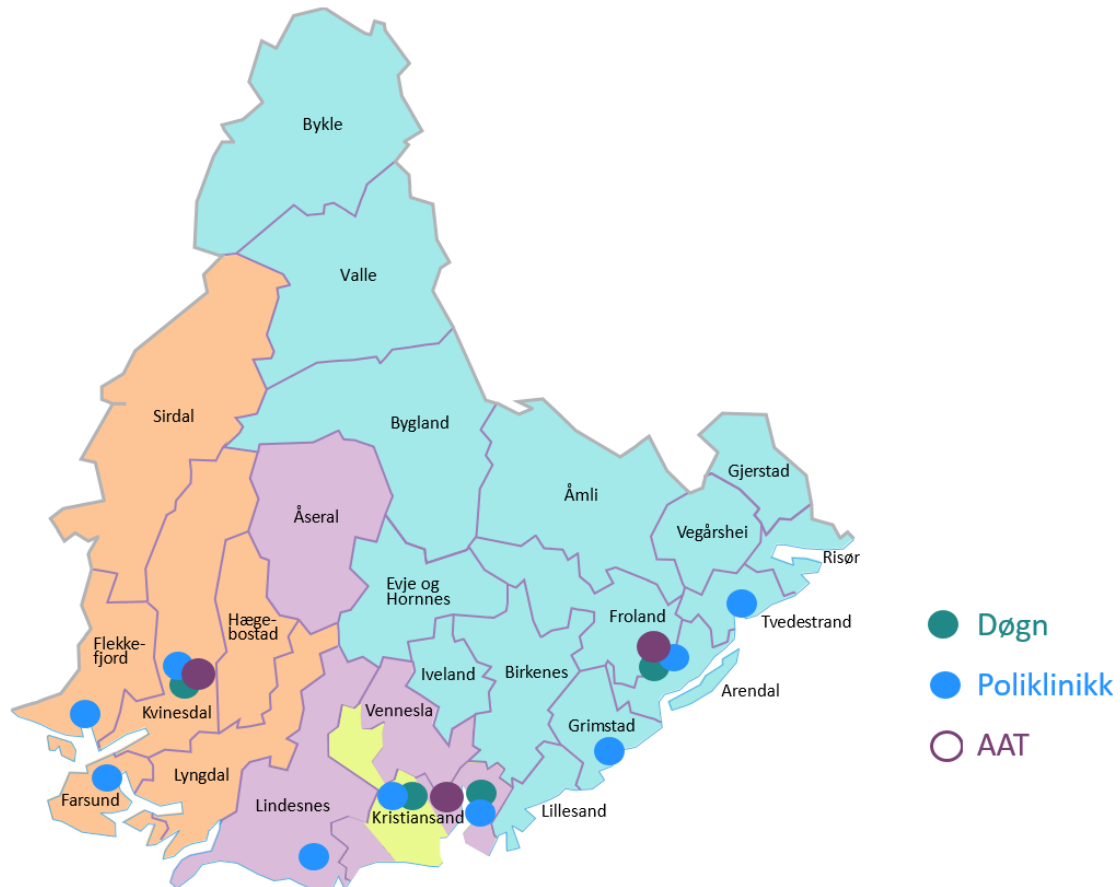 Bykle
Valle
Sirdal
Bygland
Gjerstad
Åmli
Åseral
Vegårshei
Risør
Evje og
Hornnes
Hæge-
bostad
Froland
Tvedestrand
Flekke-
fjord
Iveland
Birkenes
Arendal
Kvinesdal
Vennesla
Grimstad
Lyngdal
Farsund
Lindesnes
Kristiansand
Lillesand
Døgn
Poliklinikk
AAT